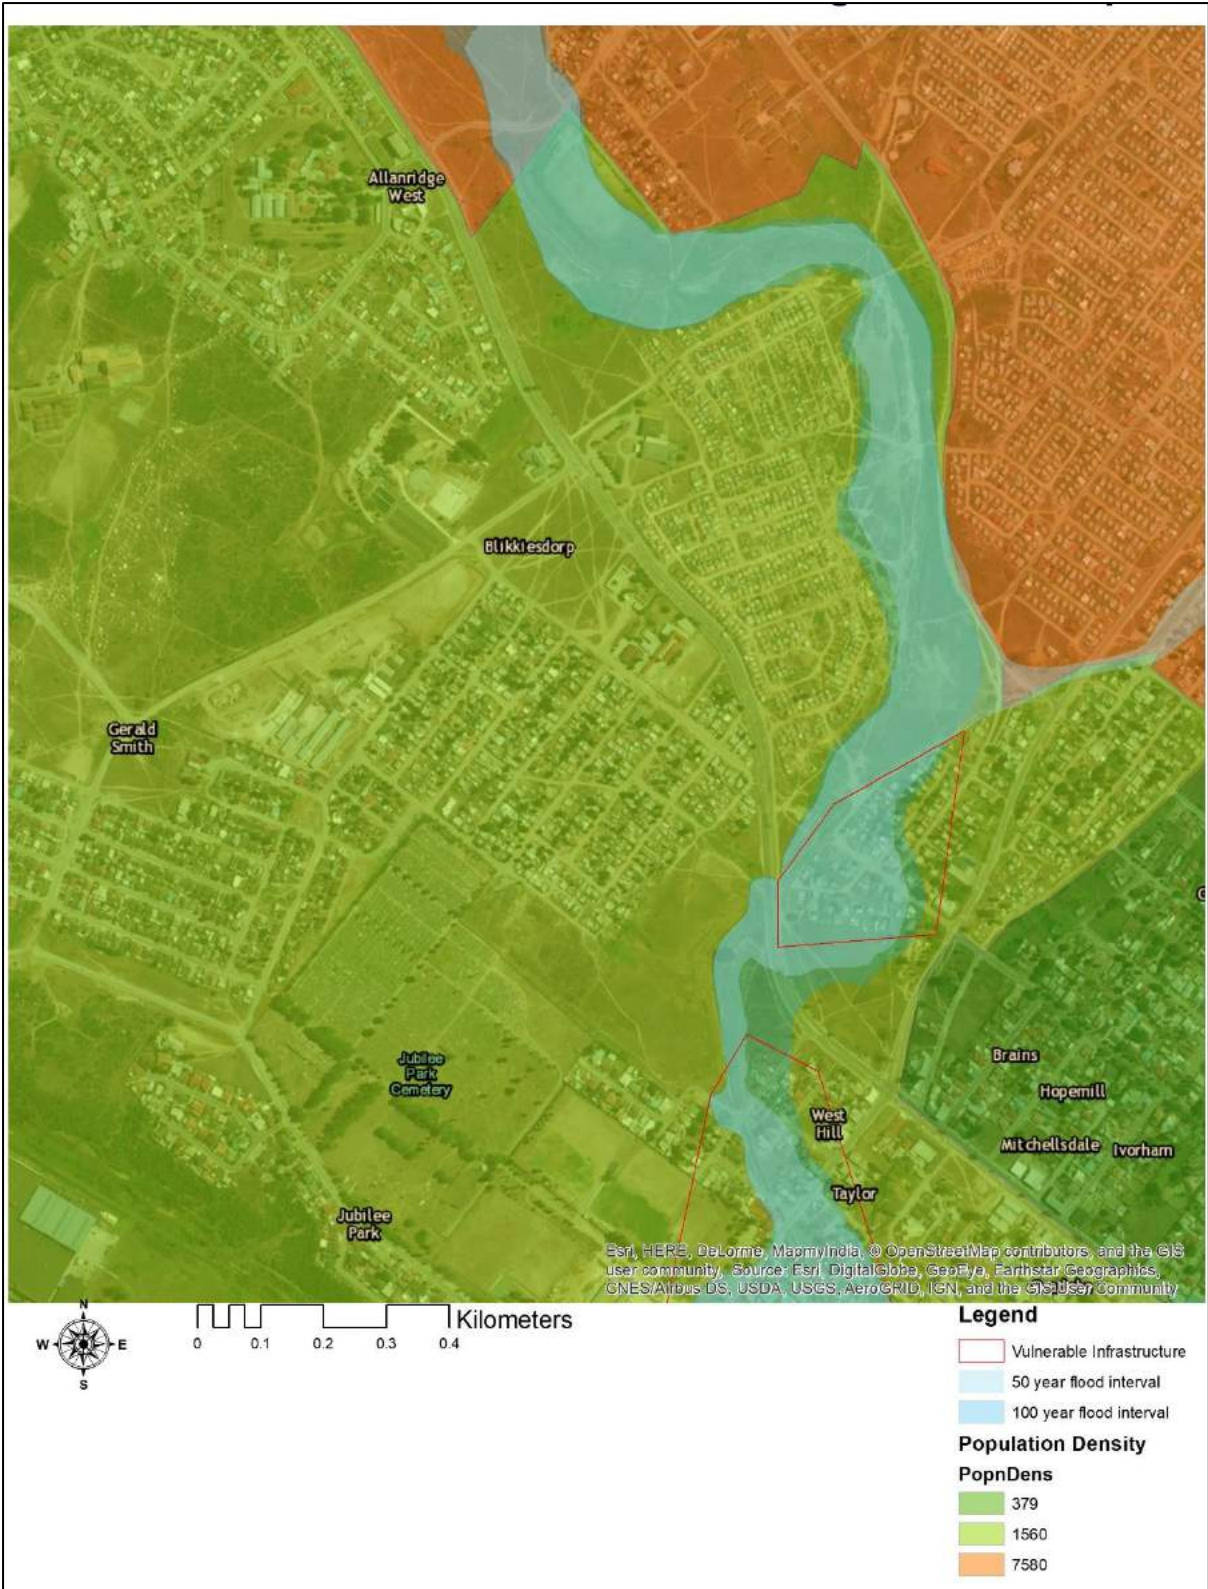 Allanridge
West
Blikkiesdorp
Gerald
Smith
Jubilee
Park
Cemetery
Brains
Hopemill
West
Hill
Mitchellsdale
Ivorham
Taylor
Jubilee
Park
Esri, HERE, DeLorme, MapmyIndia, © OpenStreetMap contributors, and the GIS
user community, Source: Esri, DigitalGlobe, GeoEye, Earthstar Geographics,
CNES/Airbus DS, USDA, USGS, AeroGRID, IGN, and the GIS User Community
N
W E
S
Kilometers
0 0.1 0.2 0.3 0.4
Legend
Vulnerable Infrastructure
50 year flood interval
100 year flood interval
Population Density
PopnDens
379
1560
7580